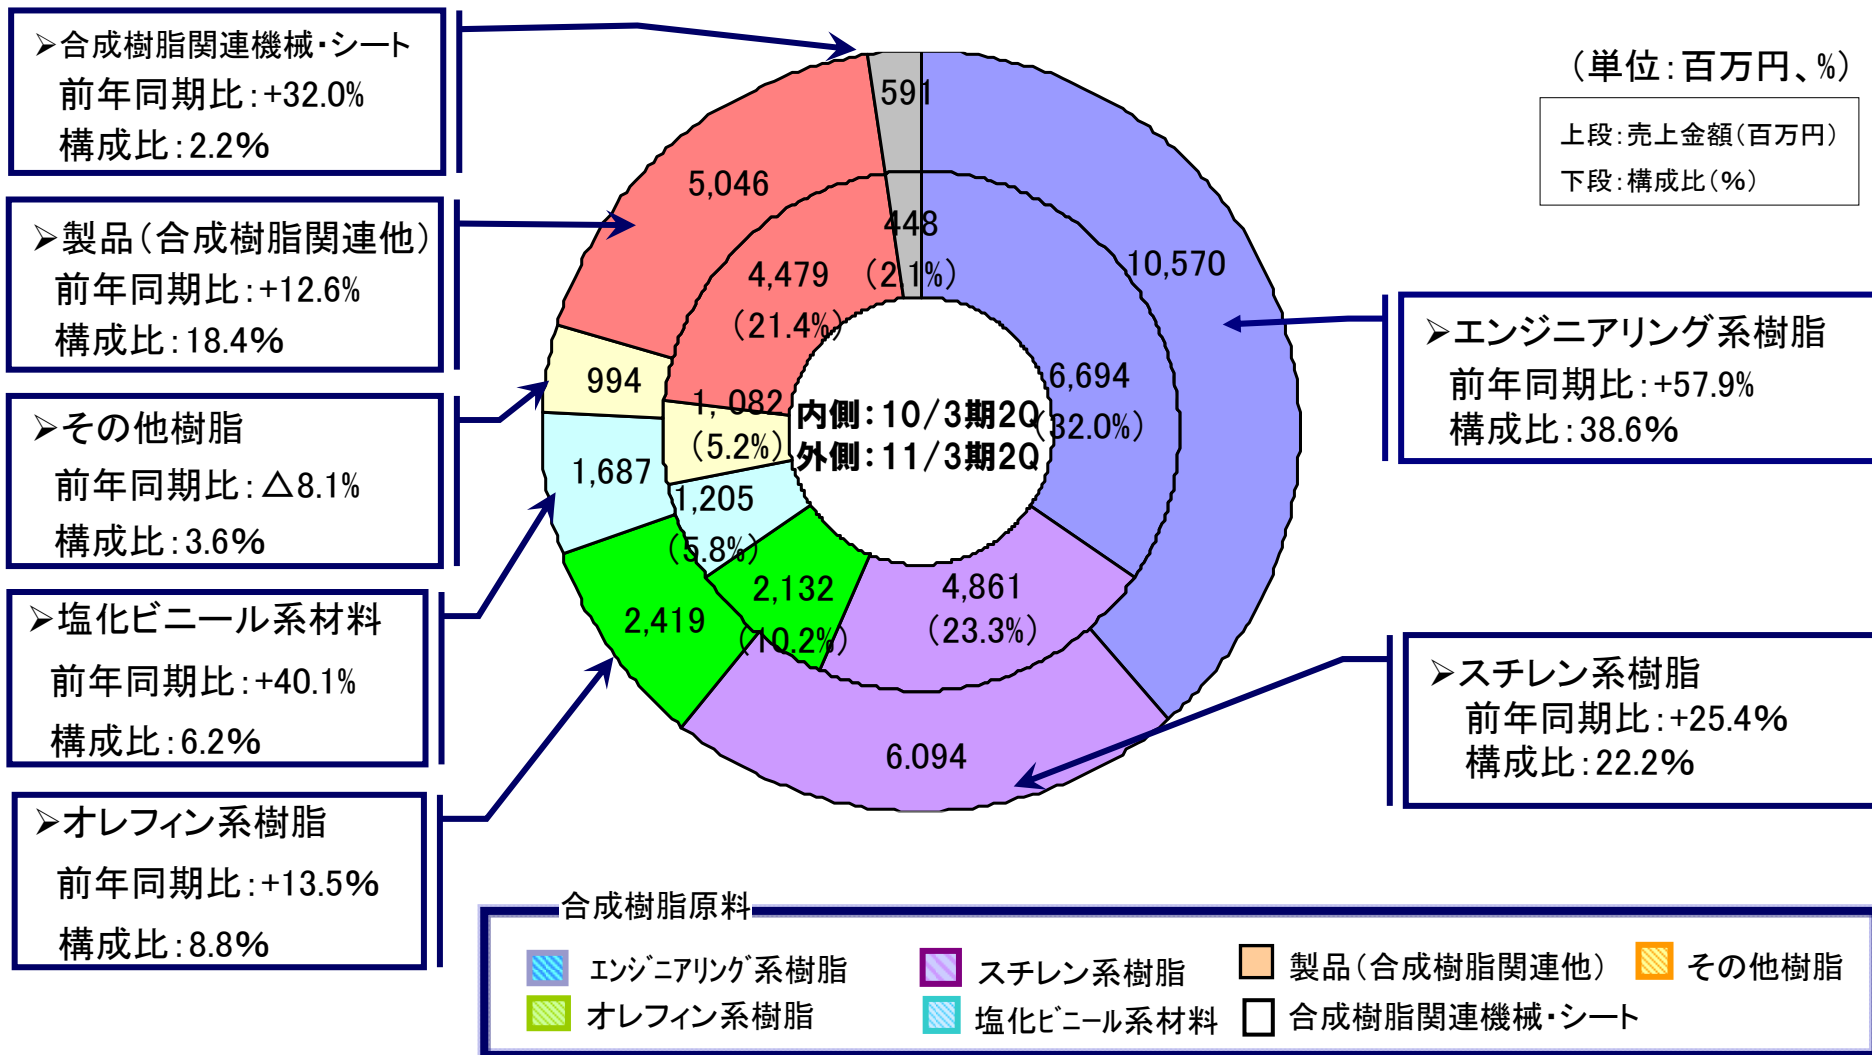 ➢合成樹脂関連機械・シート
前年同期比：+32.0%
構成比：2.2%
➢製品（合成樹脂関連他）
前年同期比：+12.6%
構成比：18.4%
➢その他樹脂
前年同期比：△8.1%
構成比：3.6%
➢塩化ビニール系材料
前年同期比：+40.1%
構成比：6.2%
➢オレフィン系樹脂
前年同期比：+13.5%
構成比：8.8%
591
5,046
448
(2.1%)
4,479
(21.4%)
10,570
994
1,082
(5.2%)
6,694
(32.0%)
内側：10/3期2Q
外側：11/3期2Q
1,687
1,205
(5.8%)
2,419
2,132
(10.2%)
4,861
(23.3%)
6.094
（単位：百万円、%）
上段：売上金額（百万円）
下段：構成比（%）
➢エンジニアリング系樹脂
前年同期比：+57.9%
構成比：38.6%
➢スチレン系樹脂
前年同期比：+25.4%
構成比：22.2%
合成樹脂原料
ｴﾝｼﾞﾆｱﾘﾝｸﾞ系樹脂
スチレン系樹脂
製品（合成樹脂関連他）
その他樹脂
オレフィン系樹脂
塩化ﾋﾞﾆｰﾙ系材料
合成樹脂関連機械・シート